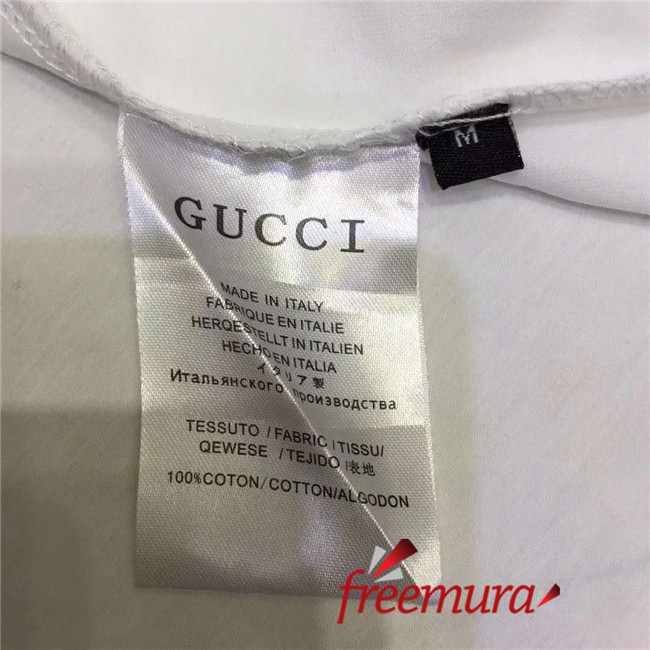 M
GUCCI
MADE IN ITALY
FABRIQUE EN ITALIE
HERQESTELLT IN ITALIEN
HECHO EN ITALIA
イタリア製
Итальянского производства
TESSUTO / FABRIC / TISSU/
QEWESE / TEJIDO /表地
100%COTON/COTTON/ALGODON
freemura